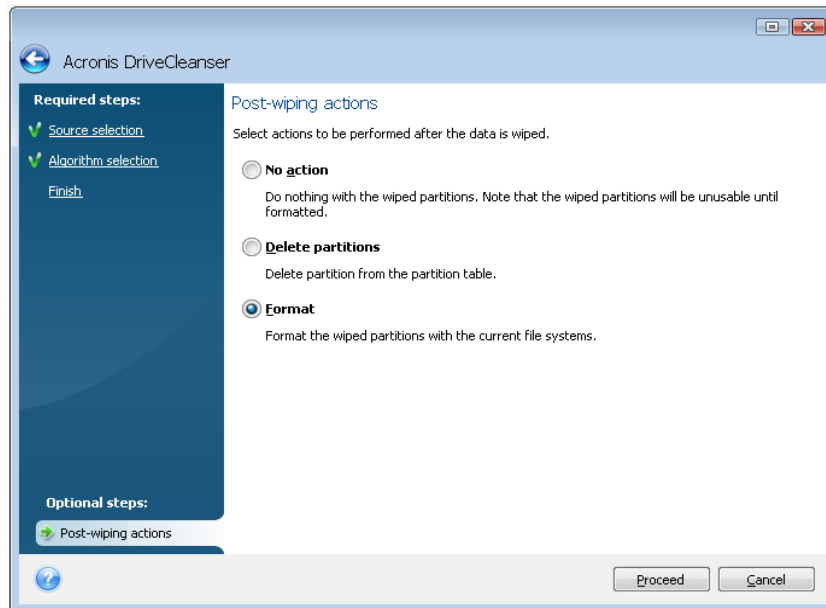 Acronis DriveCleanser
Required steps:
Source selection
Algorithm selection
Finish
Optional steps:
Post-wiping actions
Post-wiping actions
Select actions to be performed after the data is wiped.
No action
Do nothing with the wiped partitions. Note that the wiped partitions will be unusable until
formatted.
Delete partitions
Delete partition from the partition table.
Format
Format the wiped partitions with the current file systems.
?
Proceed
Cancel